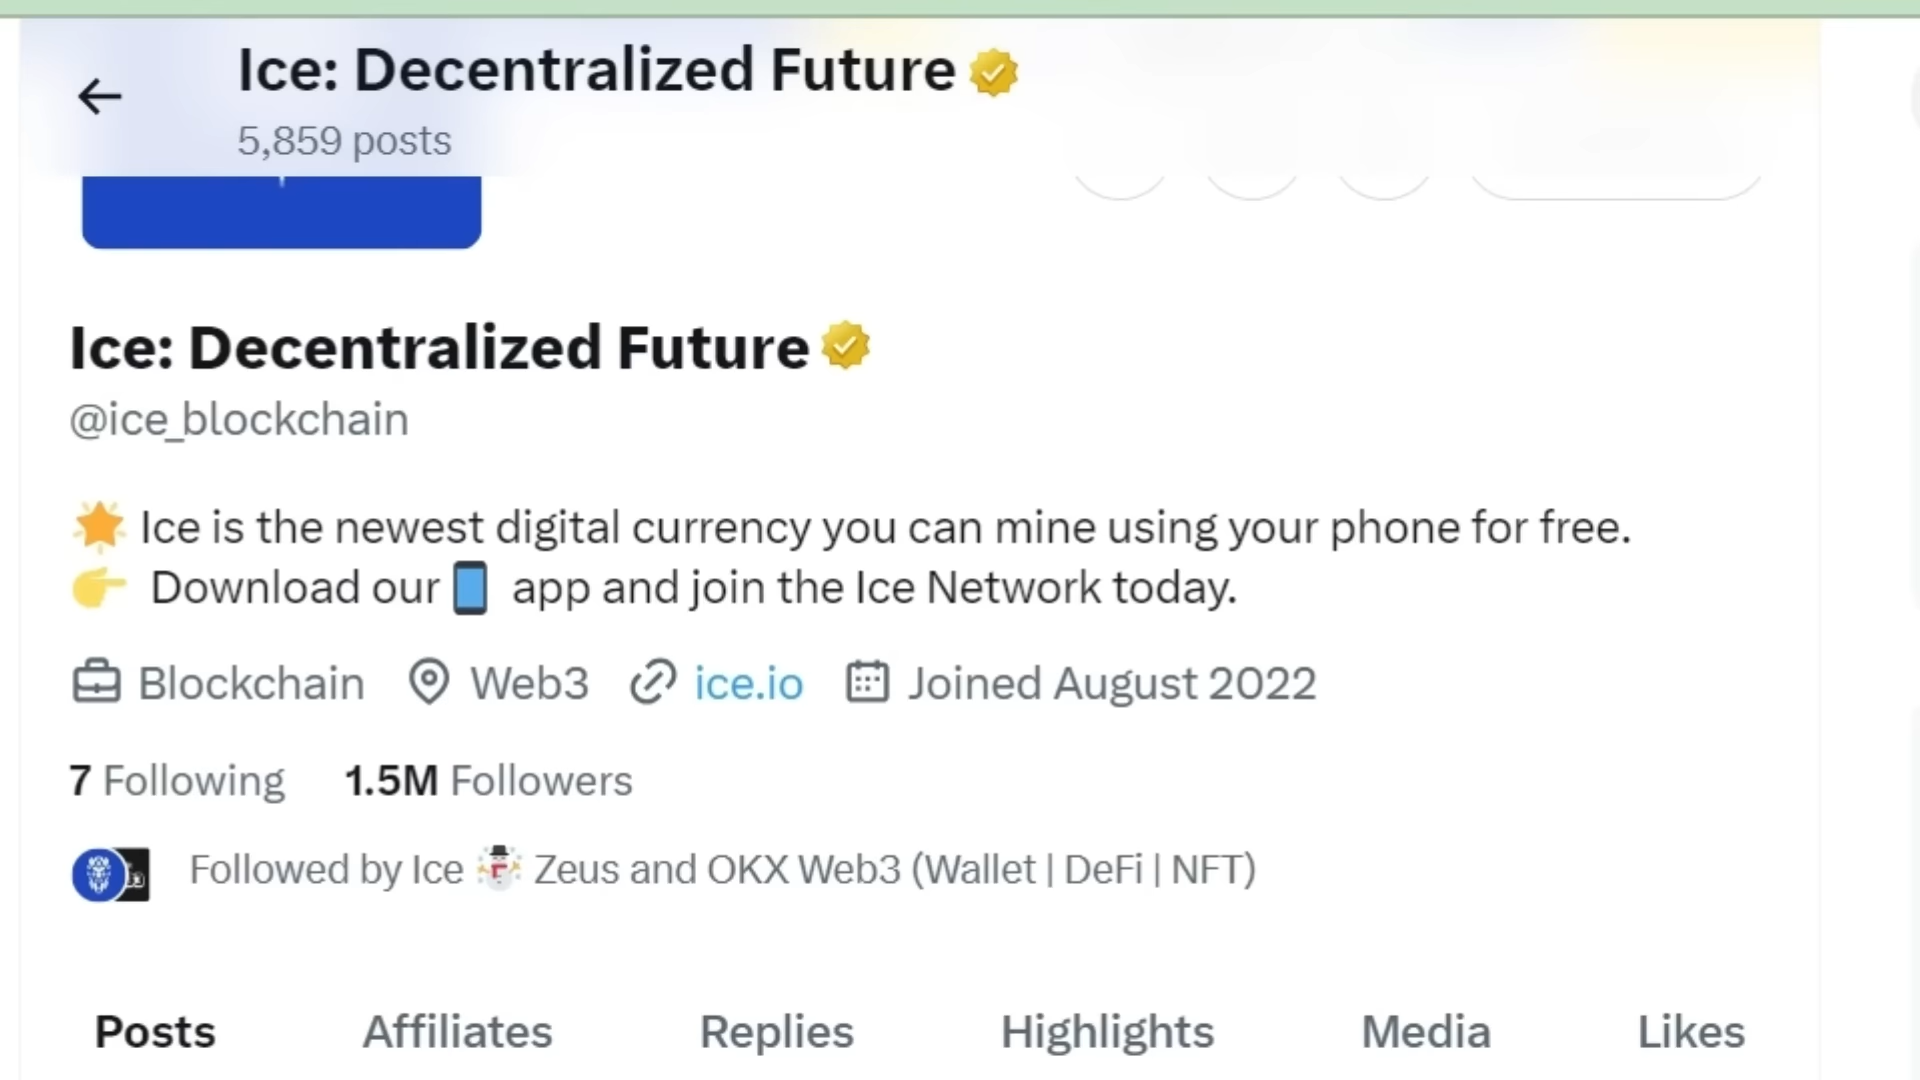 Ice: Decentralized Future
5,859 posts
Ice: Decentralized Future
@ice_blockchain
🌟 Ice is the newest digital currency you can mine using your phone for free.
👉 Download our 📱 app and join the Ice Network today.
Blockchain Web3 ice.io Joined August 2022
7 Following 1.5M Followers
Followed by Ice ☃️ Zeus and OKX Web3 (Wallet | DeFi | NFT)
Posts Affiliates Replies Highlights Media Likes